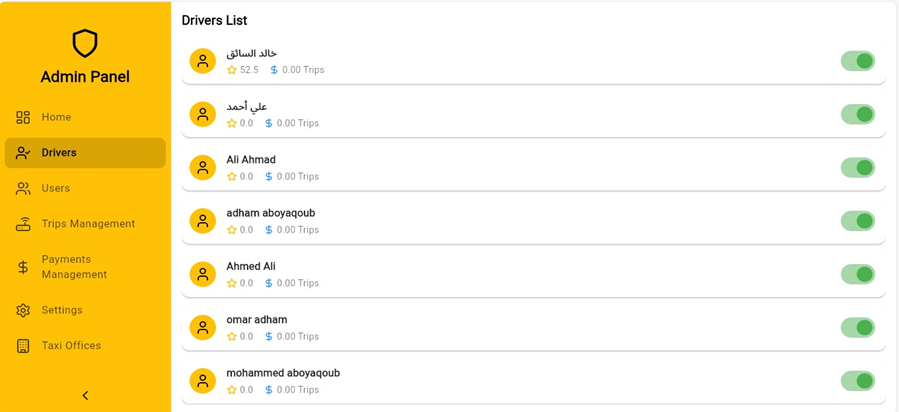 Admin Panel
Home
Drivers
Users
Trips Management
Payments
Management
Settings
Taxi Offices
Drivers List
خالد السائق
52.5 $ 0.00 Trips
علي أحمد
0.0 $ 0.00 Trips
Ali Ahmad
0.0 $ 0.00 Trips
adham aboyaqoub
0.0 $ 0.00 Trips
Ahmed Ali
0.0 $ 0.00 Trips
omar adham
0.0 $ 0.00 Trips
mohammed aboyaqoub
0.0 $ 0.00 Trips